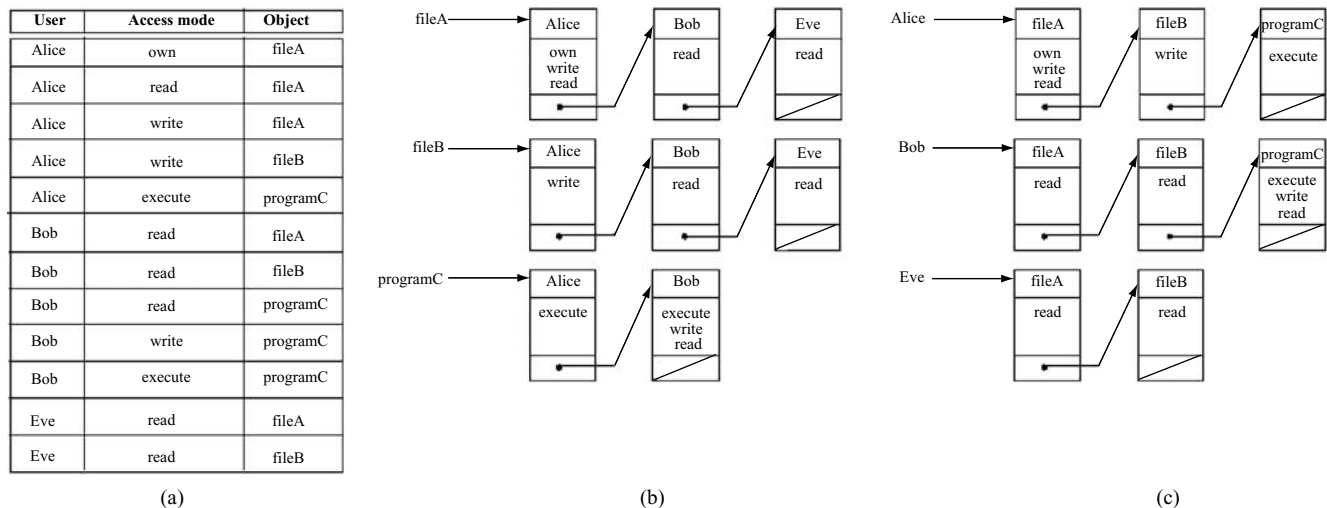 User Access mode Object
Alice own fileA
Alice read fileA
Alice write fileA
Alice write fileB
Alice execute programC
Bob read fileA
Bob read fileB
Bob read programC
Bob write programC
Bob execute programC
Eve read fileA
Eve read fileB
(a)
fileA Alice Bob Eve
own read read
write
read
fileB Alice Bob Eve
write read read
programC Alice Bob
execute execute
write
read
(b)
Alice fileA fileB programC
own write execute
write
read
Bob fileA fileB programC
read read execute
write
read
Eve fileA fileB
read read
(c)